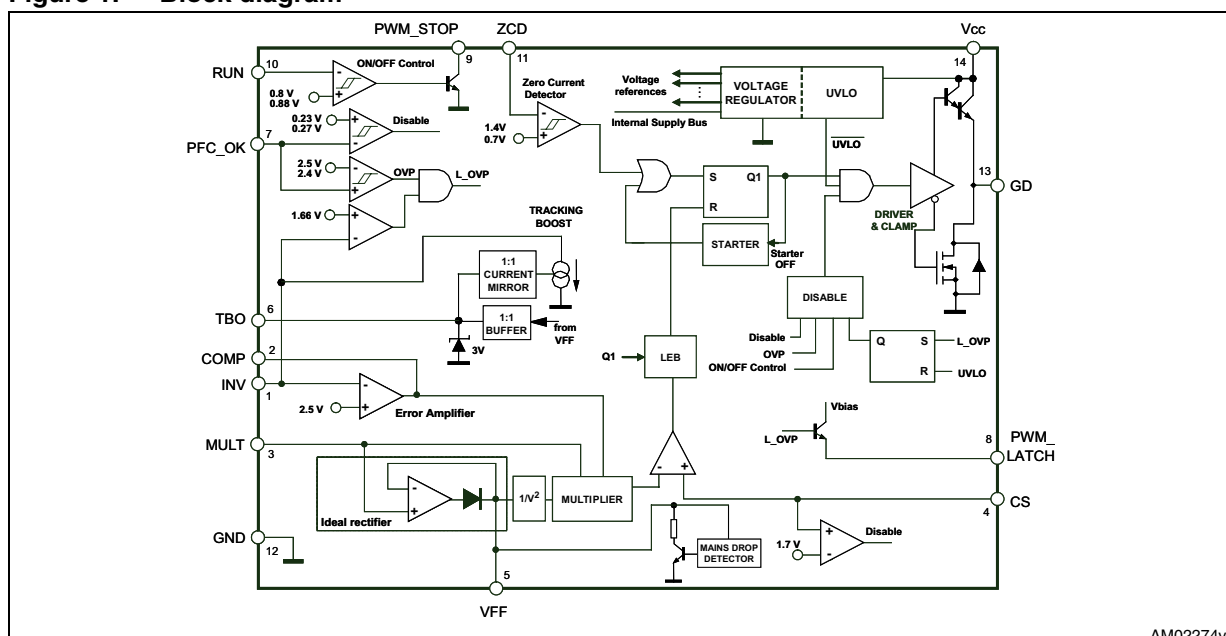 Figure 1. Block diagram
PWM_STOP
ZCD
Vcc
9
11
14
RUN
10
ON/OFF Control
0.8 V
0.88 V
Zero Current
Detector
Voltage
references
VOLTAGE
REGULATOR
UVLO
Internal Supply Bus
0.23 V
0.27 V
Disable
1.4V
0.7V
UVLO
7
PFC_OK
2.5 V
2.4 V
OVP
L_OVP
S
Q1
R
13
GD
1.66 V
DRIVER
& CLAMP
TRACKING
BOOST
STARTER
Starter
OFF
1:1
CURRENT
MIRROR
DISABLE
6
TBO
1:1
BUFFER
from
VFF
3V
Disable
OVP
ON/OFF Control
Q
S
R
L_OVP
UVLO
2
COMP
Q1
LEB
INV
1
2.5 V
Error Amplifier
Vbias
L_OVP
8
PWM_
LATCH
MULT
3
Ideal rectifier
1/V²
MULTIPLIER
CS
4
GND
12
MAINS DROP
DETECTOR
1.7 V
Disable
5
VFF